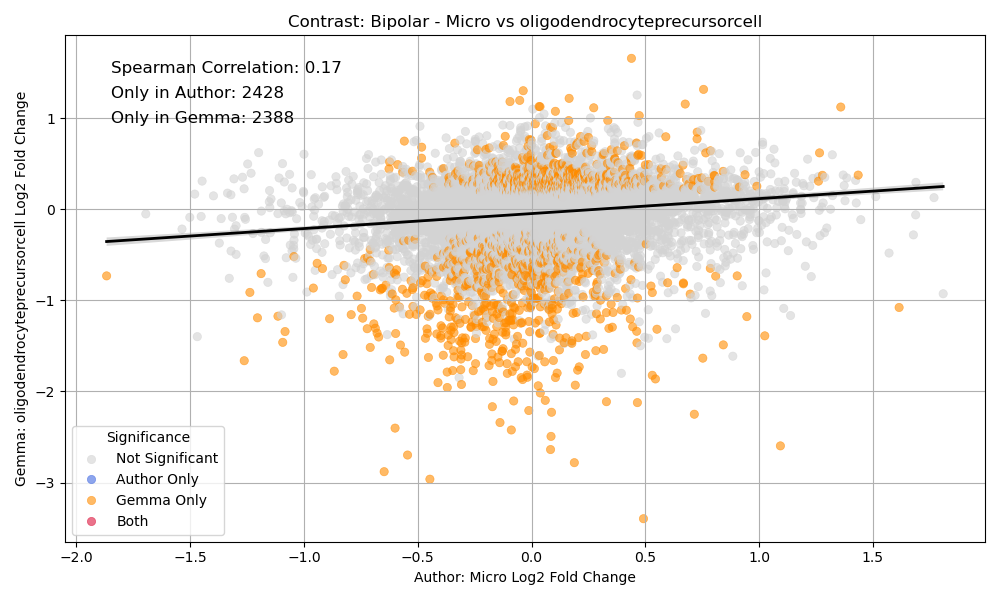 Contrast: Bipolar - Micro vs oligodendrocyteprecursorcell
Spearman Correlation: 0.17
Only in Author: 2428
Only in Gemma: 2388
Gemma: oligodendrocyteprecursorcell Log2 Fold Change
1
0
−1
−2
−3
Significance
Not Significant
Author Only
Gemma Only
Both
−2.0 −1.5 −1.0 −0.5 0.0 0.5 1.0 1.5
Author: Micro Log2 Fold Change